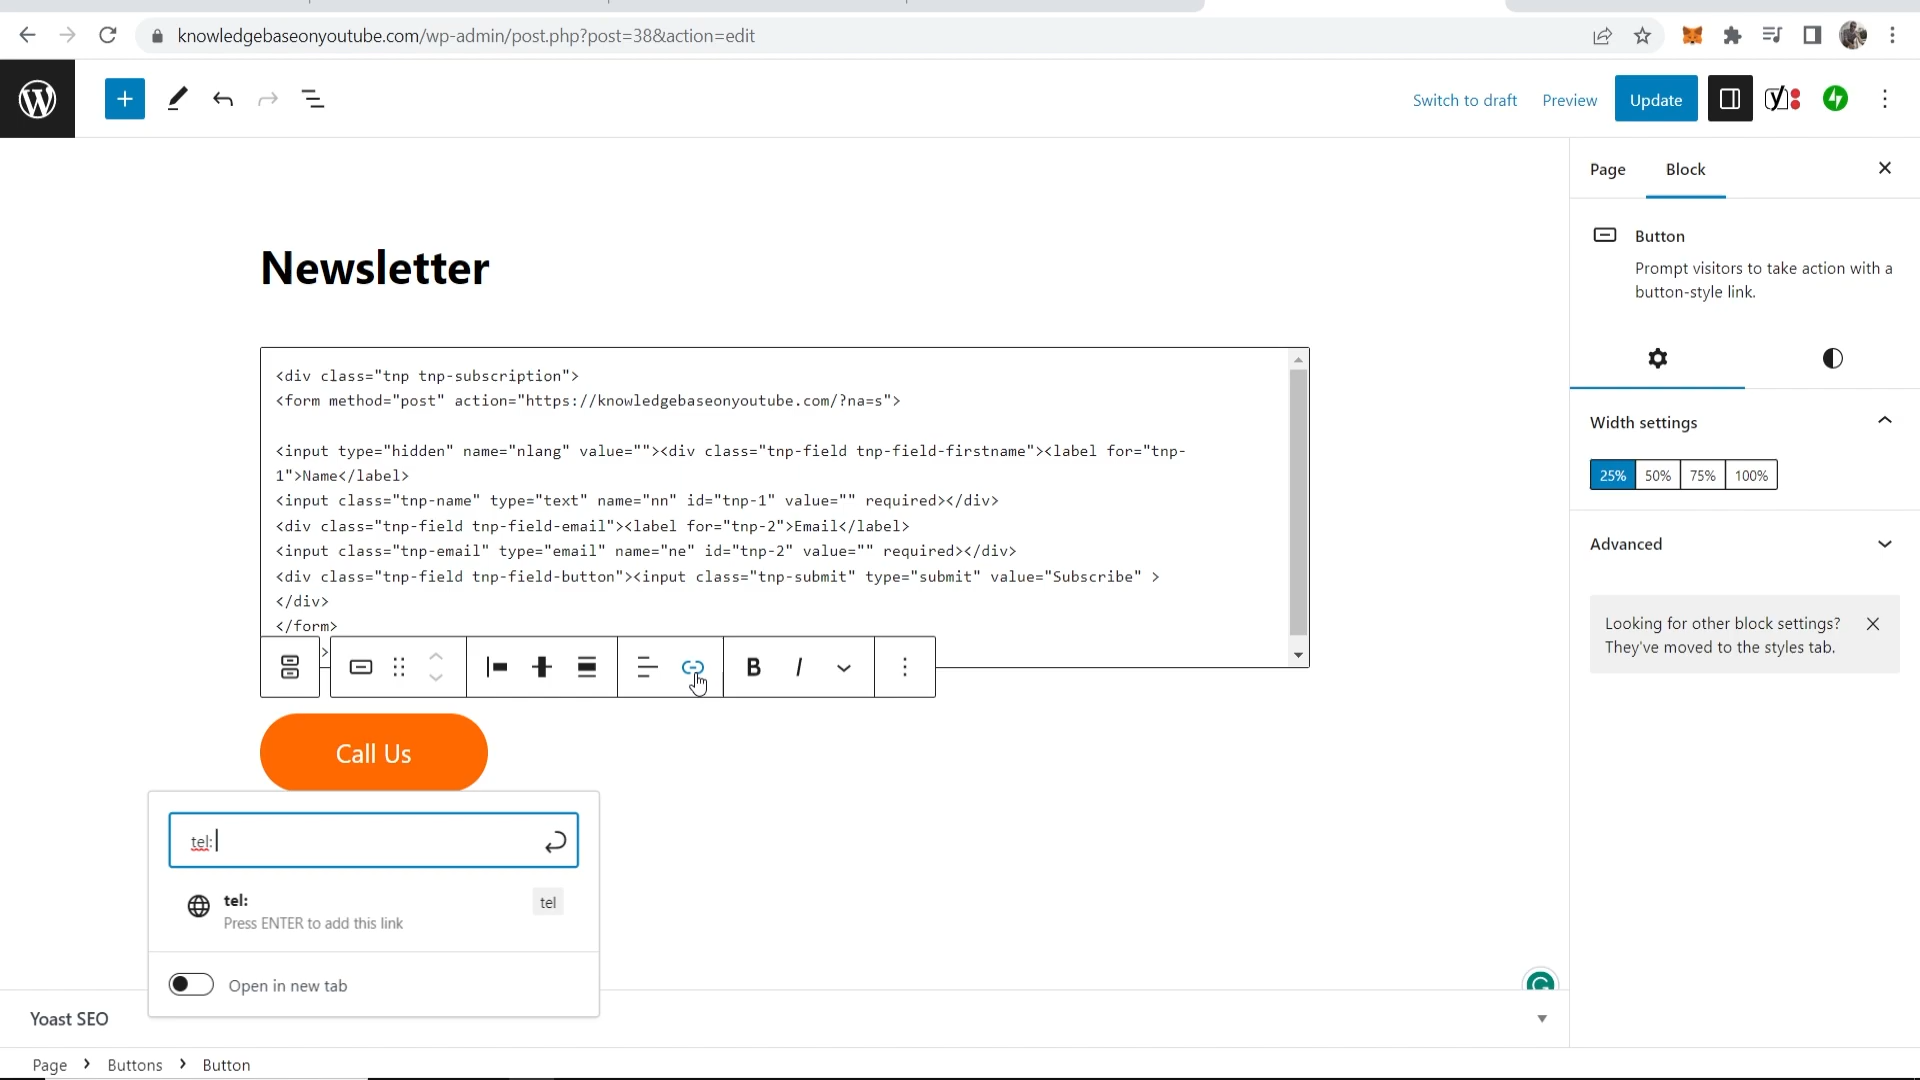 knowledgebaseonyoutube.com/wp-admin/post.php?post=38&action=edit
Switch to draft Preview Update
Page Block
Button
Prompt visitors to take action with a
button-style link.
Width settings
25% 50% 75% 100%
Advanced
Looking for other block settings?
They've moved to the styles tab.
Newsletter
<div class="tnp tnp-subscription">
<form method="post" action="https://knowledgebaseonyoutube.com/?na=s">
<input type="hidden" name="nlang" value=""><div class="tnp-field tnp-field-firstname"><label for="tnp-
1">Name</label>
<input class="tnp-name" type="text" name="nn" id="tnp-1" value="" required></div>
<div class="tnp-field tnp-field-email"><label for="tnp-2">Email</label>
<input class="tnp-email" type="email" name="ne" id="tnp-2" value="" required></div>
<div class="tnp-field tnp-field-button"><input class="tnp-submit" type="submit" value="Subscribe" >
</div>
</form>
B I
Call Us
tel:
tel: tel
Press ENTER to add this link
Open in new tab
Yoast SEO
Page > Buttons > Button